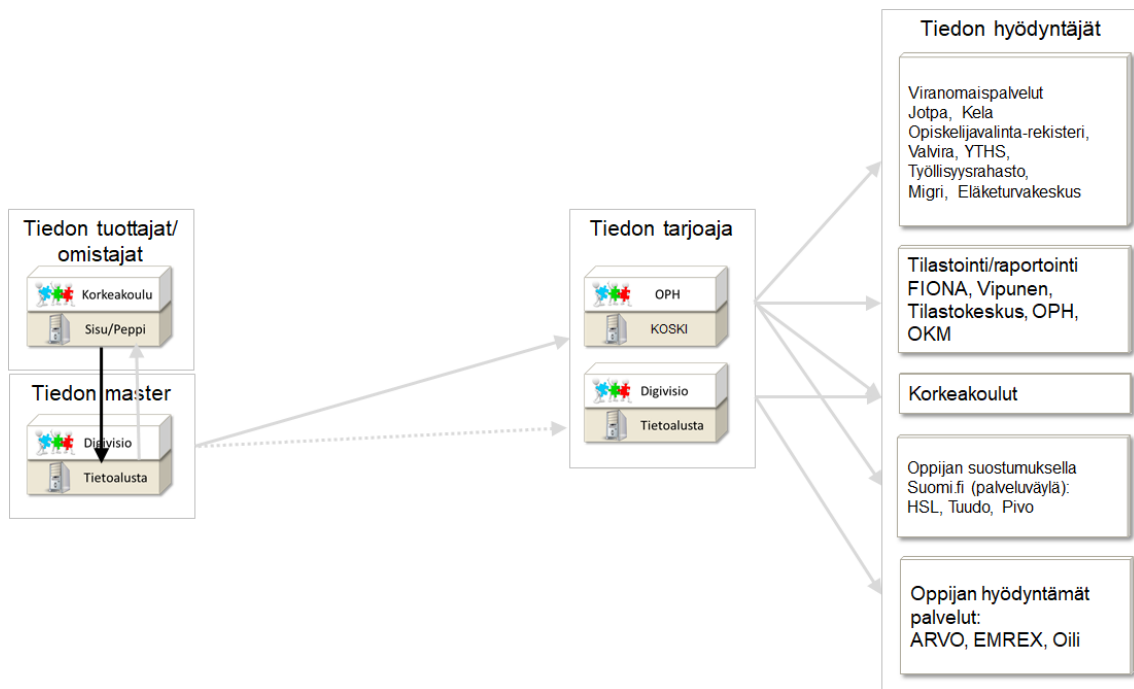 Tiedon tuottajat/
omistajat
Korkeakoulu
Sisu/Peppi
Tiedon master
Digivisio
Tietoalusta
Tiedon tarjoaja
OPH
KOSKI
Digivisio
Tietoalusta
Tiedon hyödyntäjät
Viranomaispalvelut
Jotpa, Kela
Opiskelijavalinta-rekisteri,
Valvira, YTHS,
Työllisyysrahasto,
Migri, Eläketurvakeskus
Tilastointi/raportointi
FIONA, Vipunen,
Tilastokeskus, OPH,
OKM
Korkeakoulut
Oppijan suostumuksella
Suomi.fi (palveluväylä):
HSL, Tuudo, Pivo
Oppijan hyödyntämät
palvelut:
ARVO, EMREX, Oili